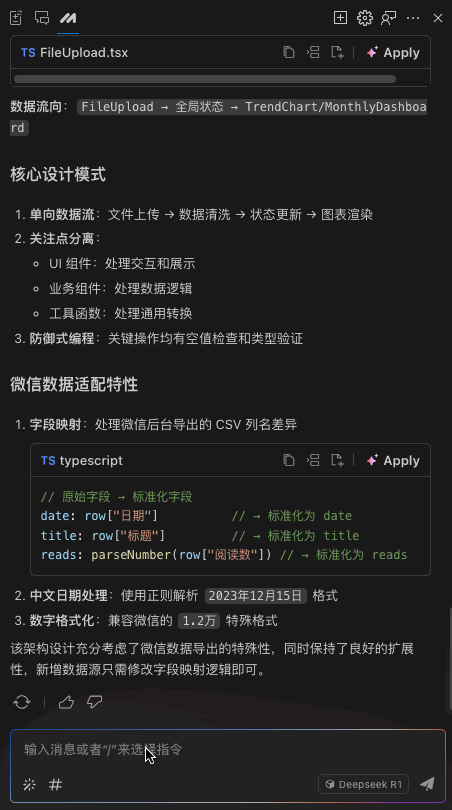 TS FileUpload.tsx
Apply
数据流向： FileUpload → 全局状态 → TrendChart/MonthlyDashboa
rd
核心设计模式
1. 单向数据流：文件上传 → 数据清洗 → 状态更新 → 图表渲染
2. 关注点分离：
UI 组件：处理交互和展示
业务组件：处理数据逻辑
工具函数：处理通用转换
3. 防御式编程：关键操作均有空值检查和类型验证
微信数据适配特性
1. 字段映射：处理微信后台导出的 CSV 列名差异
TS typescript
Apply
// 原始字段 → 标准化字段
date: row["日期"] // → 标准化为 date
title: row["标题"] // → 标准化为 title
reads: parseNumber(row["阅读数"]) // → 标准化为 reads
2. 中文日期处理：使用正则解析 2023年12月15日 格式
3. 数字格式化：兼容微信的 1.2万 特殊格式
该架构设计充分考虑了微信数据导出的特殊性，同时保持了良好的扩展
性，新增数据源只需修改字段映射逻辑即可。
输入消息或者“/”来选择指令
Deepseek R1